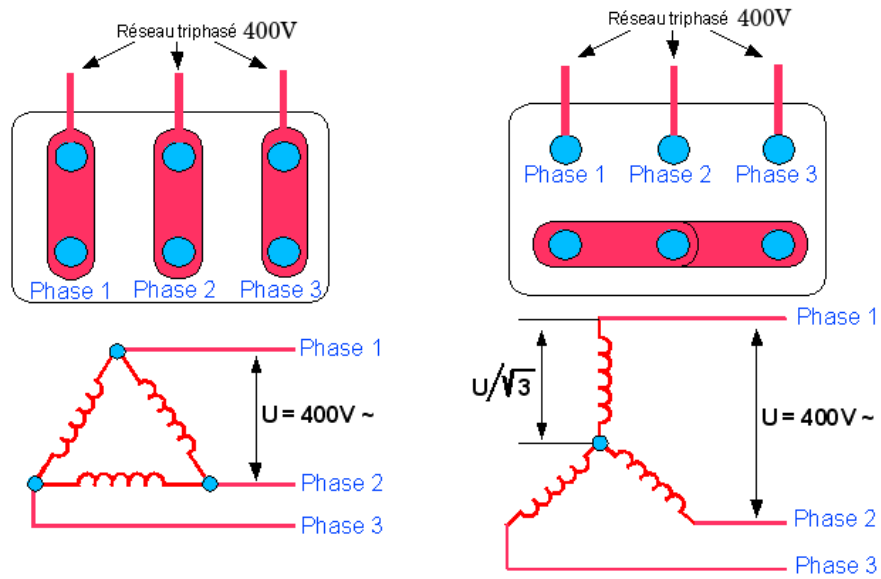 Réseau triphasé 400V
Phase 1 Phase 2 Phase 3
Phase 1
U = 400V ~
Phase 2
Phase 3
Réseau triphasé 400V
Phase 1 Phase 2 Phase 3
Phase 1
U/√3
U = 400V ~
Phase 2
Phase 3